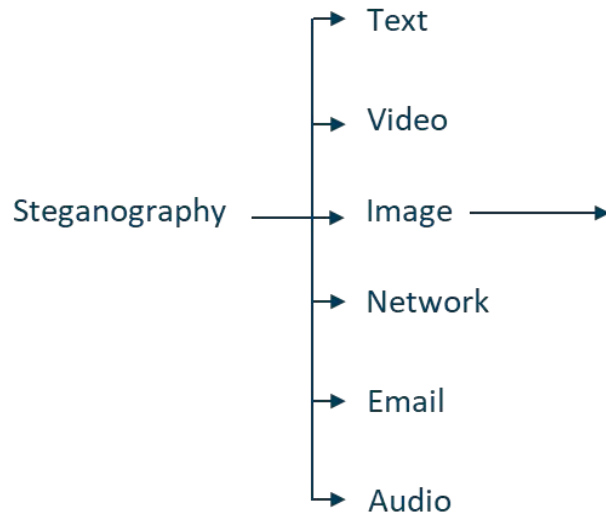 Steganography
Text
Video
Image
Network
Email
Audio